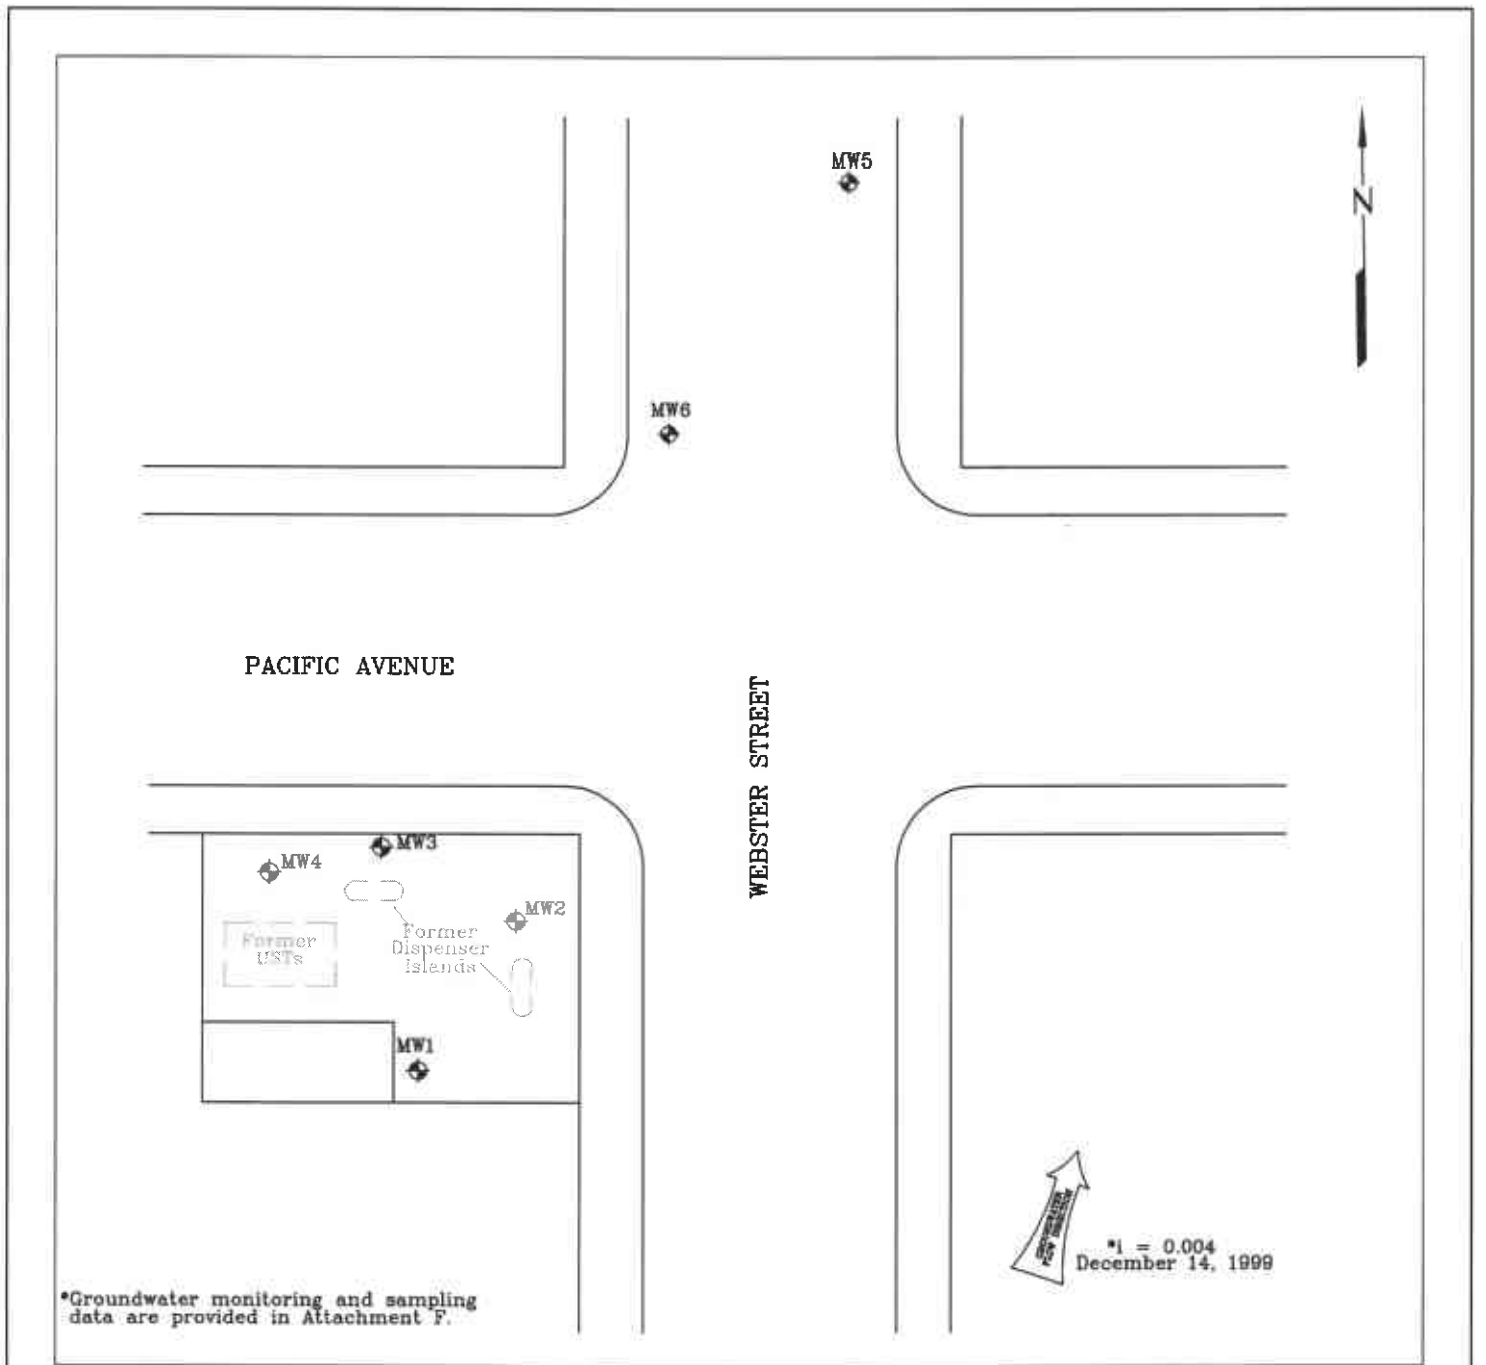 MW5
N
MW6
PACIFIC AVENUE
WEBSTER STREET
MW3
MW4
MW2
Former
USTs
Former
Dispenser
Islands
MW1
*i = 0.004
December 14, 1999
*Groundwater monitoring and sampling
data are provided in Attachment F.